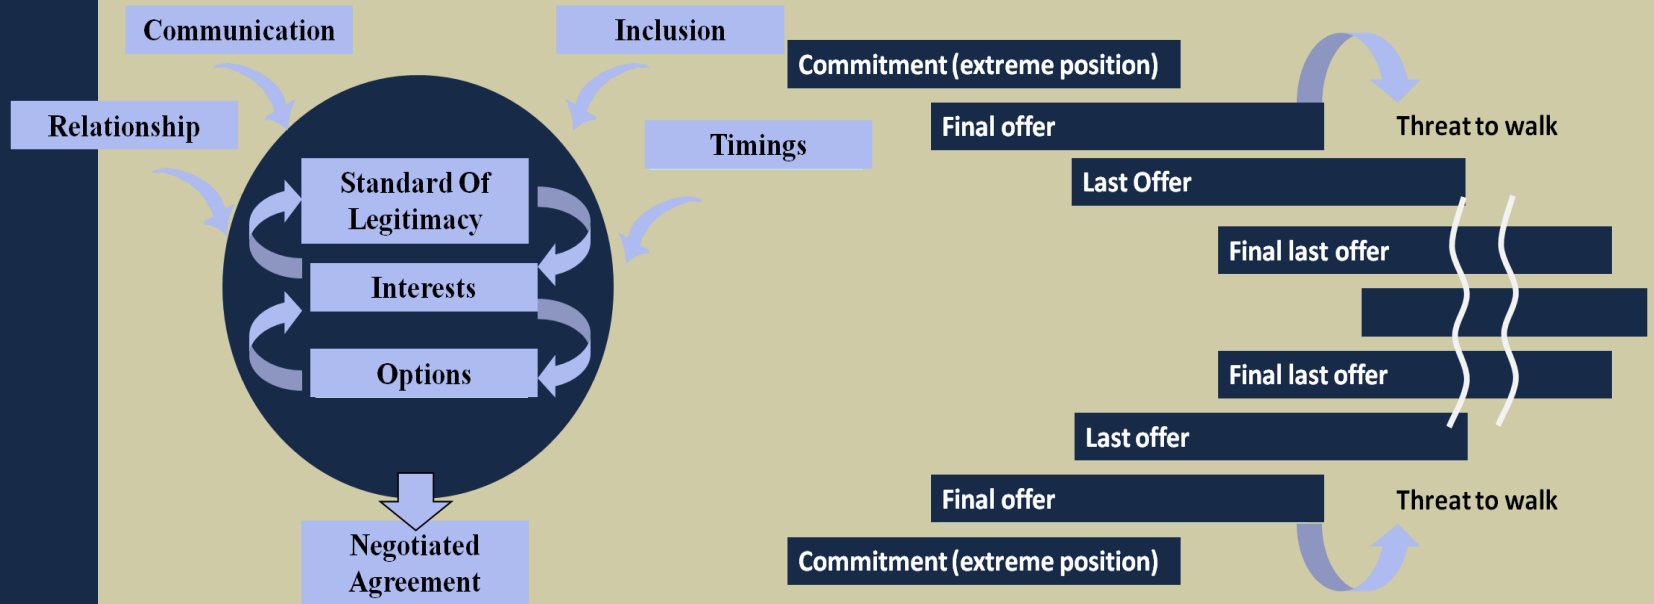 Communication
Inclusion
Relationship
Timings
Standard Of
Legitimacy
Interests
Options
Negotiated
Agreement
Commitment (extreme position)
Final offer
Threat to walk
Last Offer
Final last offer
Final last offer
Last offer
Final offer
Threat to walk
Commitment (extreme position)